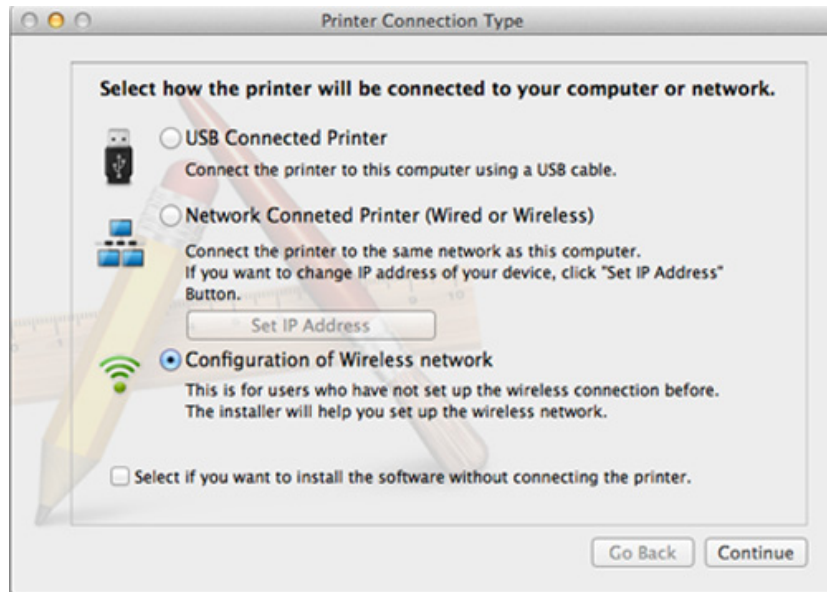 Printer Connection Type
Select how the printer will be connected to your computer or network.
USB Connected Printer
Connect the printer to this computer using a USB cable.
Network Conneted Printer (Wired or Wireless)
Connect the printer to the same network as this computer.
If you want to change IP address of your device, click "Set IP Address"
Button.
Set IP Address
Configuration of Wireless network
This is for users who have not set up the wireless connection before.
The installer will help you set up the wireless network.
Select if you want to install the software without connecting the printer.
Go Back Continue